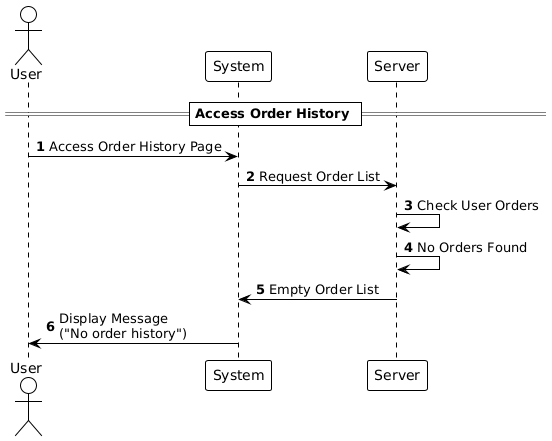 User
System
Server
Access Order History
1 Access Order History Page
2 Request Order List
3 Check User Orders
4 No Orders Found
5 Empty Order List
6 Display Message
("No order history")
User
System
Server